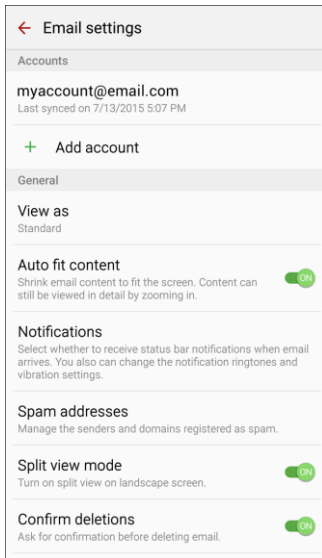 Email settings
Accounts
myaccount@email.com
Last synced on 7/13/2015 5:07 PM
+ Add account
General
View as
Standard
Auto fit content
Shrink email content to fit the screen. Content can
still be viewed in detail by zooming in.
ON
Notifications
Select whether to receive status bar notifications when email
arrives. You also can change the notification ringtones and
vibration settings.
Spam addresses
Manage the senders and domains registered as spam.
Split view mode
Turn on split view on landscape screen.
ON
Confirm deletions
Ask for confirmation before deleting email.
ON